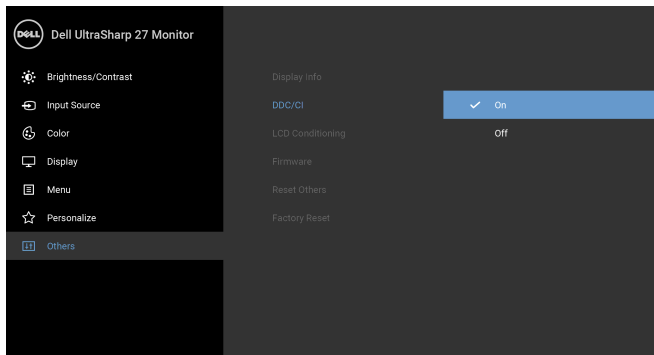 DELL Dell UltraSharp 27 Monitor
Brightness/Contrast
Input Source
Color
Display
Menu
Personalize
Others
Display Info
DDC/CI
LCD Conditioning
Firmware
Reset Others
Factory Reset
On
Off